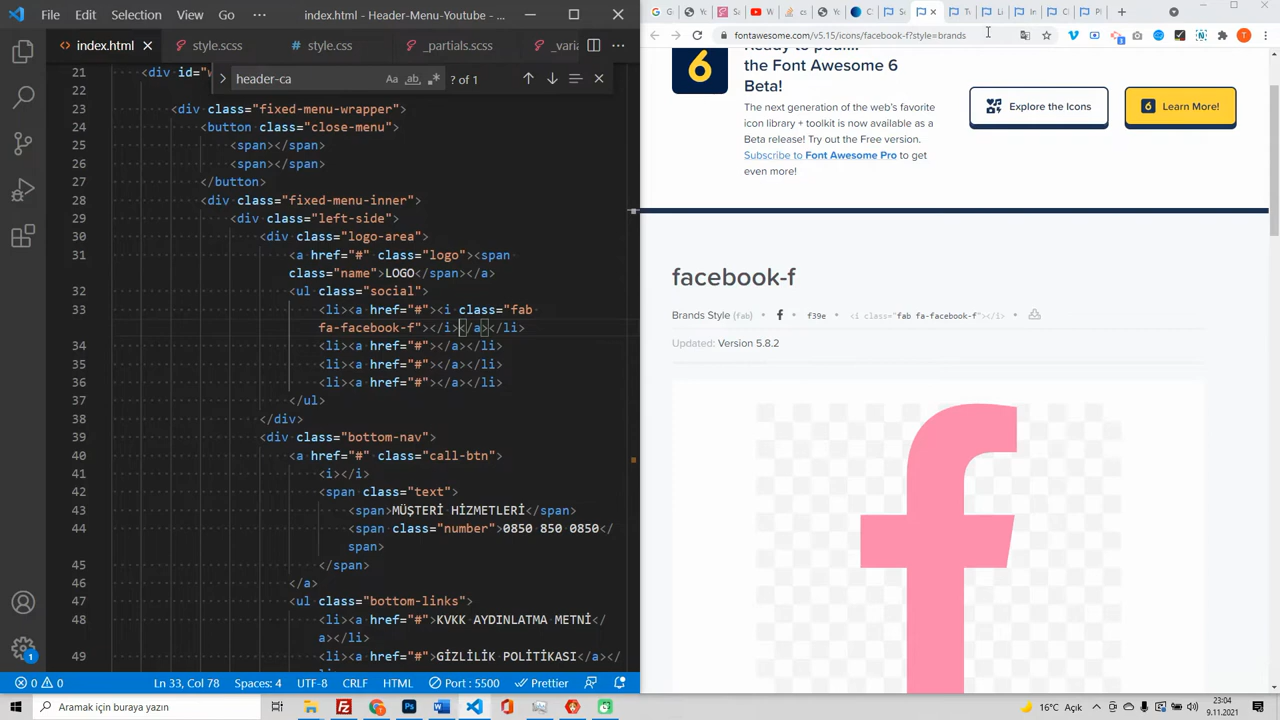 File Edit Selection
index.html
style.scss
style.css
_partials.scss
header-ca
Aa
ab
.*
? of 1
21 <div id="
22
23 <div class="fixed-menu-wrapper">
24 <button class="close-menu">
25 <span></span>
26 <span></span>
27 </button>
28 <div class="fixed-menu-inner">
29 <div class="left-side">
30 <div class="logo-area">
31 <a href="#" class="logo"><span
class="name">LOGO</span></a>
32 <ul class="social">
33 <li><a href="#"><i class="fab
fa-facebook-f"></i></a></li>
34 <li><a href="#"></a></li>
35 <li><a href="#"></a></li>
36 <li><a href="#"></a></li>
37 </ul>
38 </div>
39 <div class="bottom-nav">
40 <a href="#" class="call-btn">
41 <i></i>
42 <span class="text">
43 <span>MÜŞTERİ HİZMETLERİ</span>
44 <span class="number">0850 850 0850</
span>
45 </span>
46 </a>
47 <ul class="bottom-links">
48 <li><a href="#">KVKK AYDINLATMA METNİ</
a></li>
49 <li><a href="#">GİZLİLİK POLİTİKASI</a></
1
0 0
Ln 33, Col 78
Spaces: 4
UTF-8
CRLF
HTML
Port : 5500
Prettier
fontawesome.com/v5.15/icons/facebook-f?style=brands
6
the Font Awesome 6
Beta!
The next generation of the web's favorite
icon library + toolkit is now available as a
Beta release! Try out the Free version.
Subscribe to Font Awesome Pro to get
even more!
Explore the Icons
6 Learn More!
facebook-f
Brands Style (fab) • f • f39e • <i class="fab fa-facebook-f"></i> •
Updated: Version 5.8.2
Aramak için buraya yazın
16°C Açık
23:04
9.11.2021